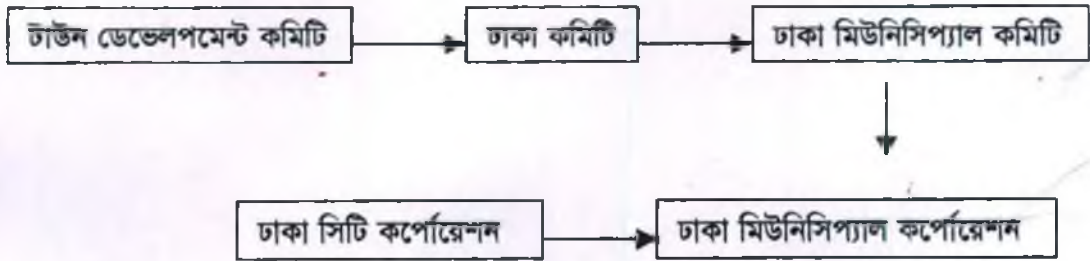 টাউন ডেভেলপমেন্ট কমিটি
ঢাকা কমিটি
ঢাকা মিউনিসিপ্যাল কমিটি
ঢাকা সিটি কর্পোরেশন
ঢাকা মিউনিসিপ্যাল কর্পোরেশন